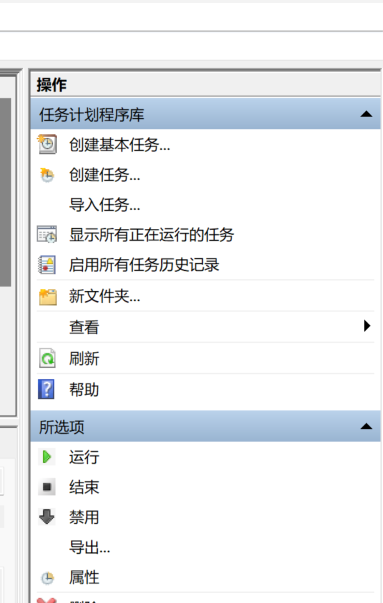 操作
任务计划程序库
创建基本任务...
创建任务...
导入任务...
显示所有正在运行的任务
启用所有任务历史记录
新文件夹...
查看
刷新
帮助
所选项
运行
结束
禁用
导出...
属性